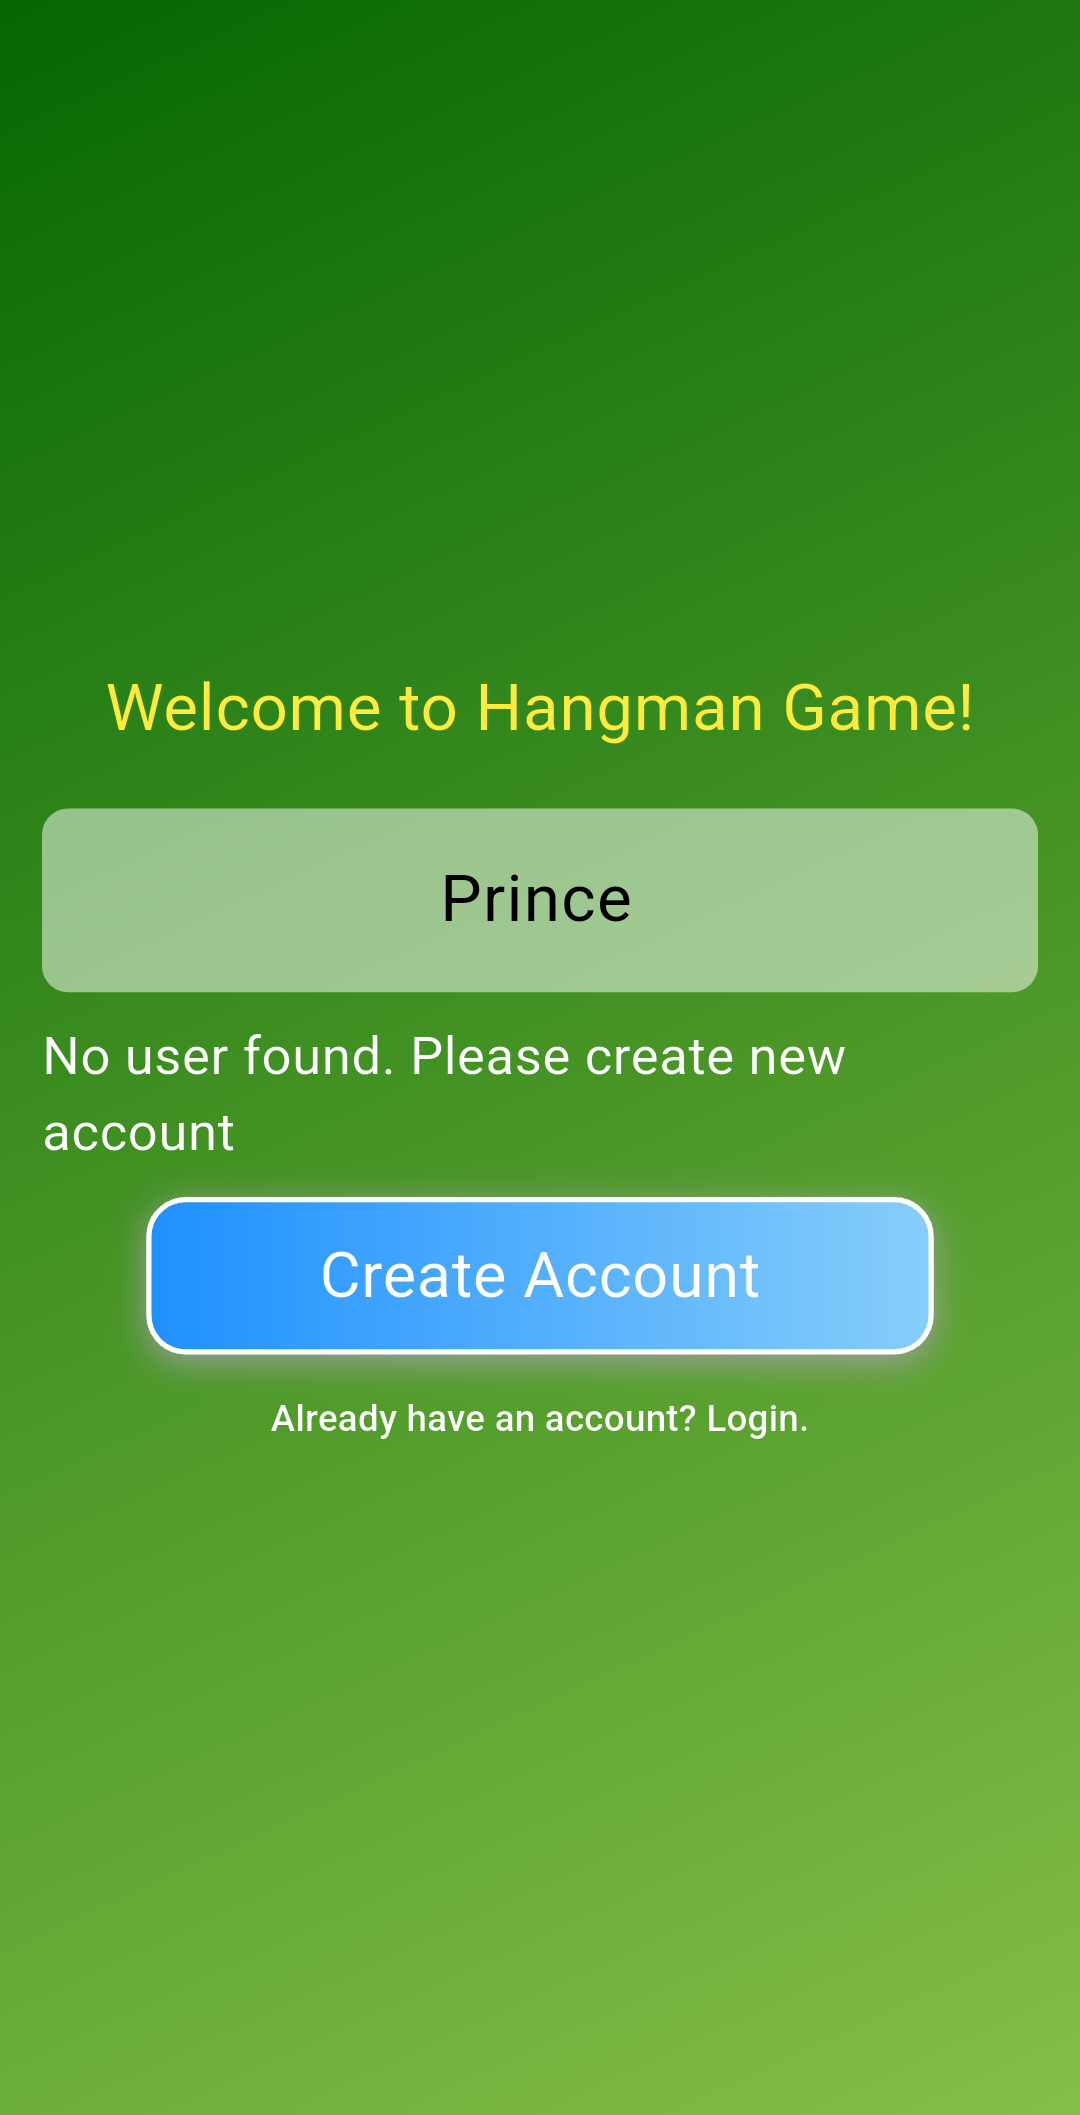 Welcome to Hangman Game!
Prince
No user found. Please create new
account
Create Account
Already have an account? Login.